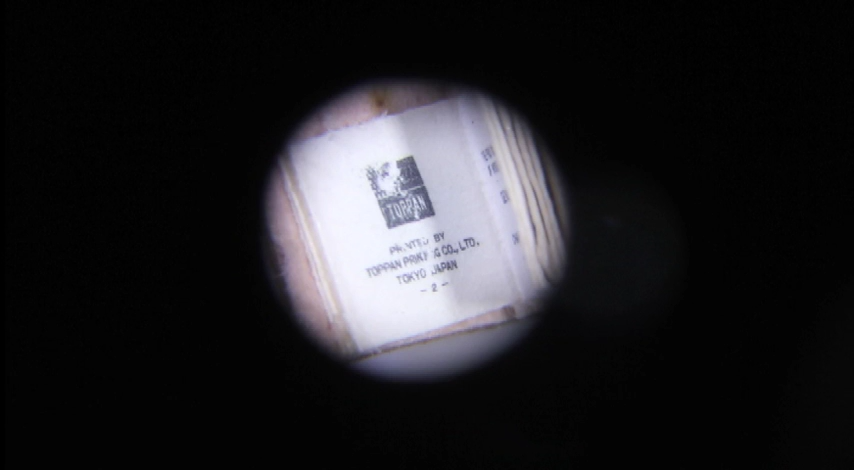 TOPPAN
PRINTED BY
TOPPAN PRINTING CO., LTD.
TOKYO JAPAN
- 2 -